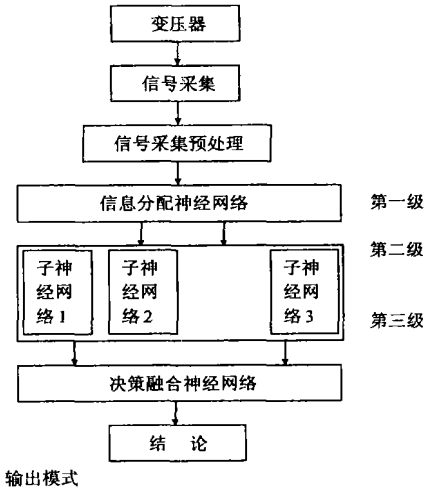 变压器
信号采集
信号采集预处理
信息分配神经网络
第一级
第二级
子神
经网
络1
子神
经网
络2
子神
经网
络3
第三级
决策融合神经网络
结 论
输出模式